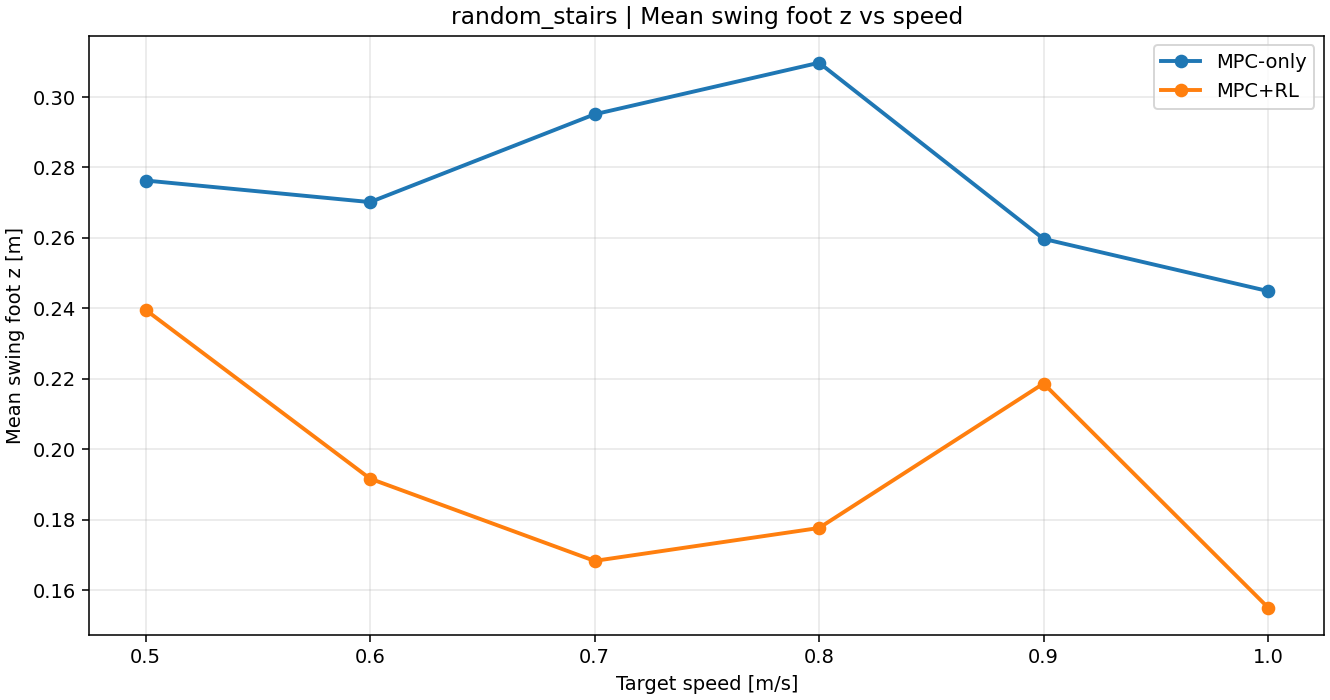 random_stairs | Mean swing foot z vs speed
MPC-only
MPC+RL
Mean swing foot z [m]
0.30
0.28
0.26
0.24
0.22
0.20
0.18
0.16
0.5 0.6 0.7 0.8 0.9 1.0
Target speed [m/s]